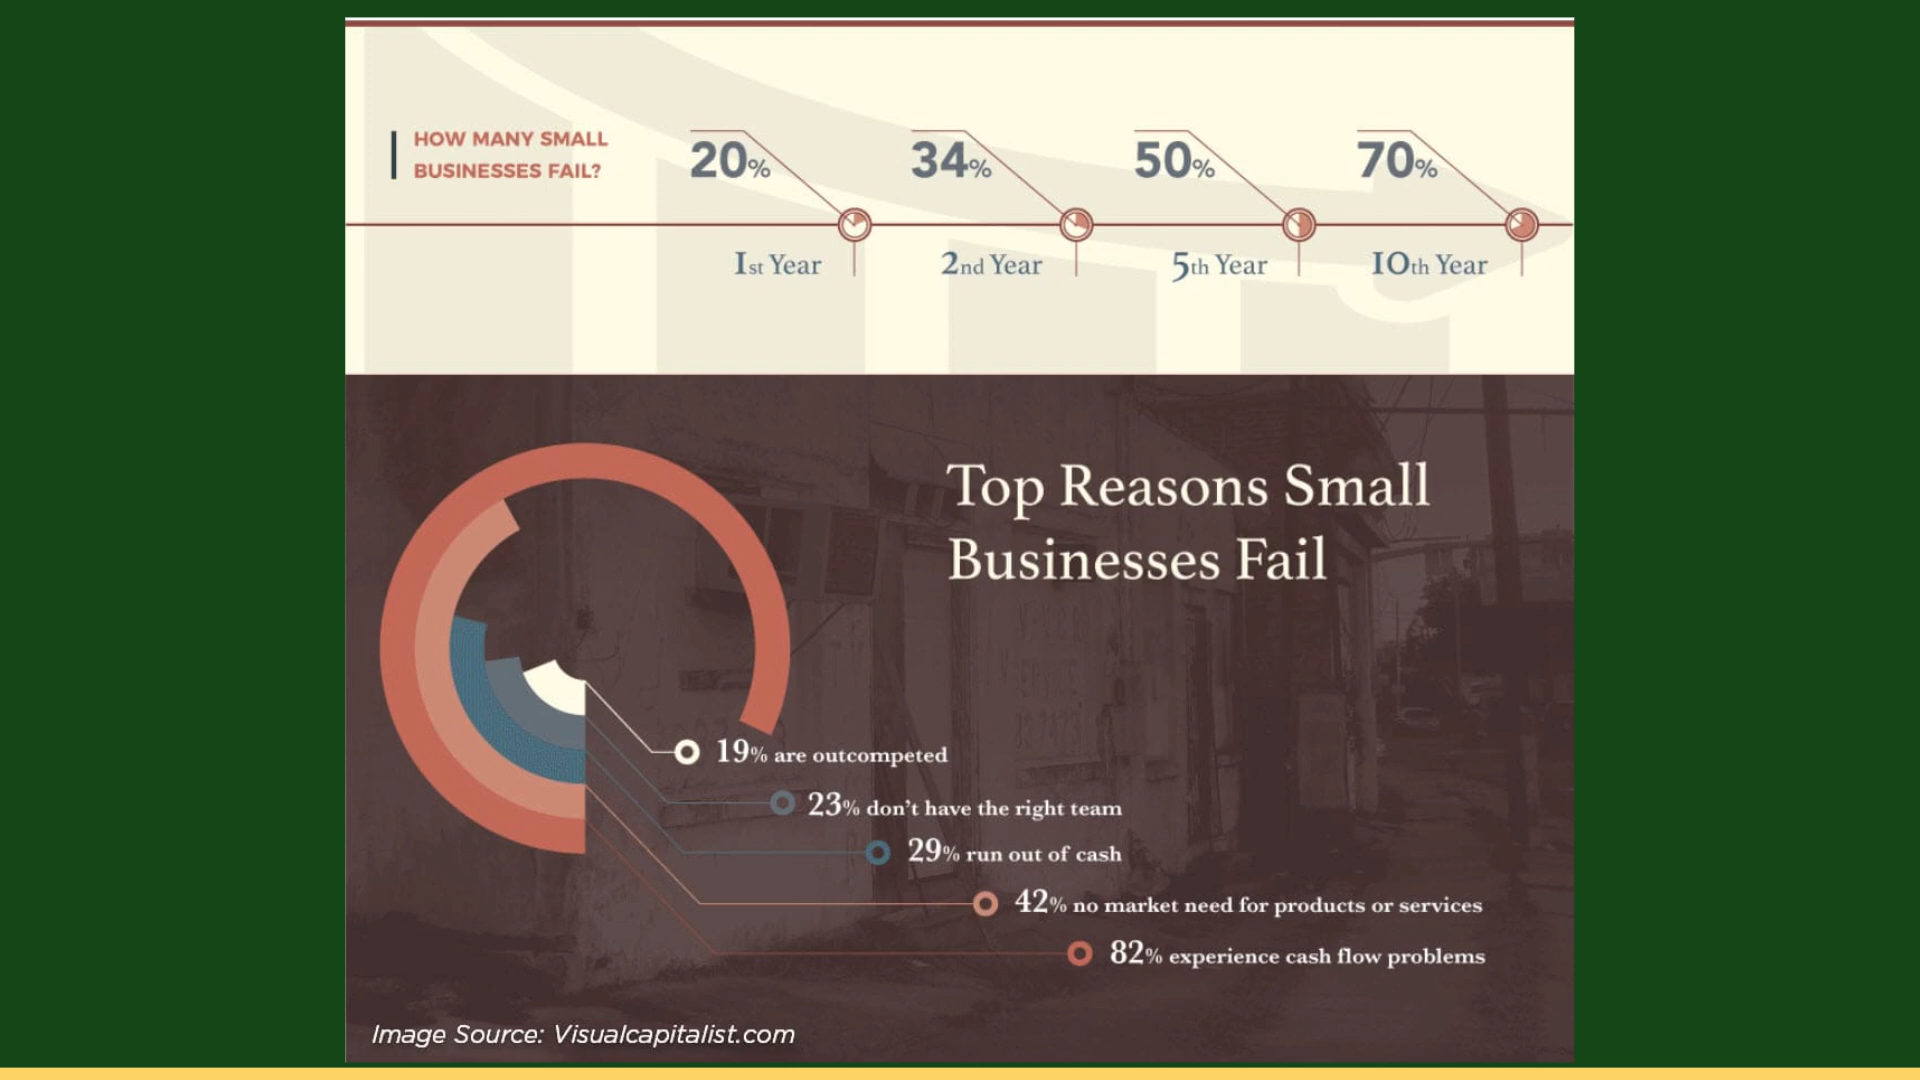 HOW MANY SMALL
BUSINESSES FAIL?
20%
34%
50%
70%
1st Year
2nd Year
5th Year
10th Year
Top Reasons Small
Businesses Fail
19% are outcompeted
23% don't have the right team
29% run out of cash
42% no market need for products or services
82% experience cash flow problems
Image Source: Visualcapitalist.com